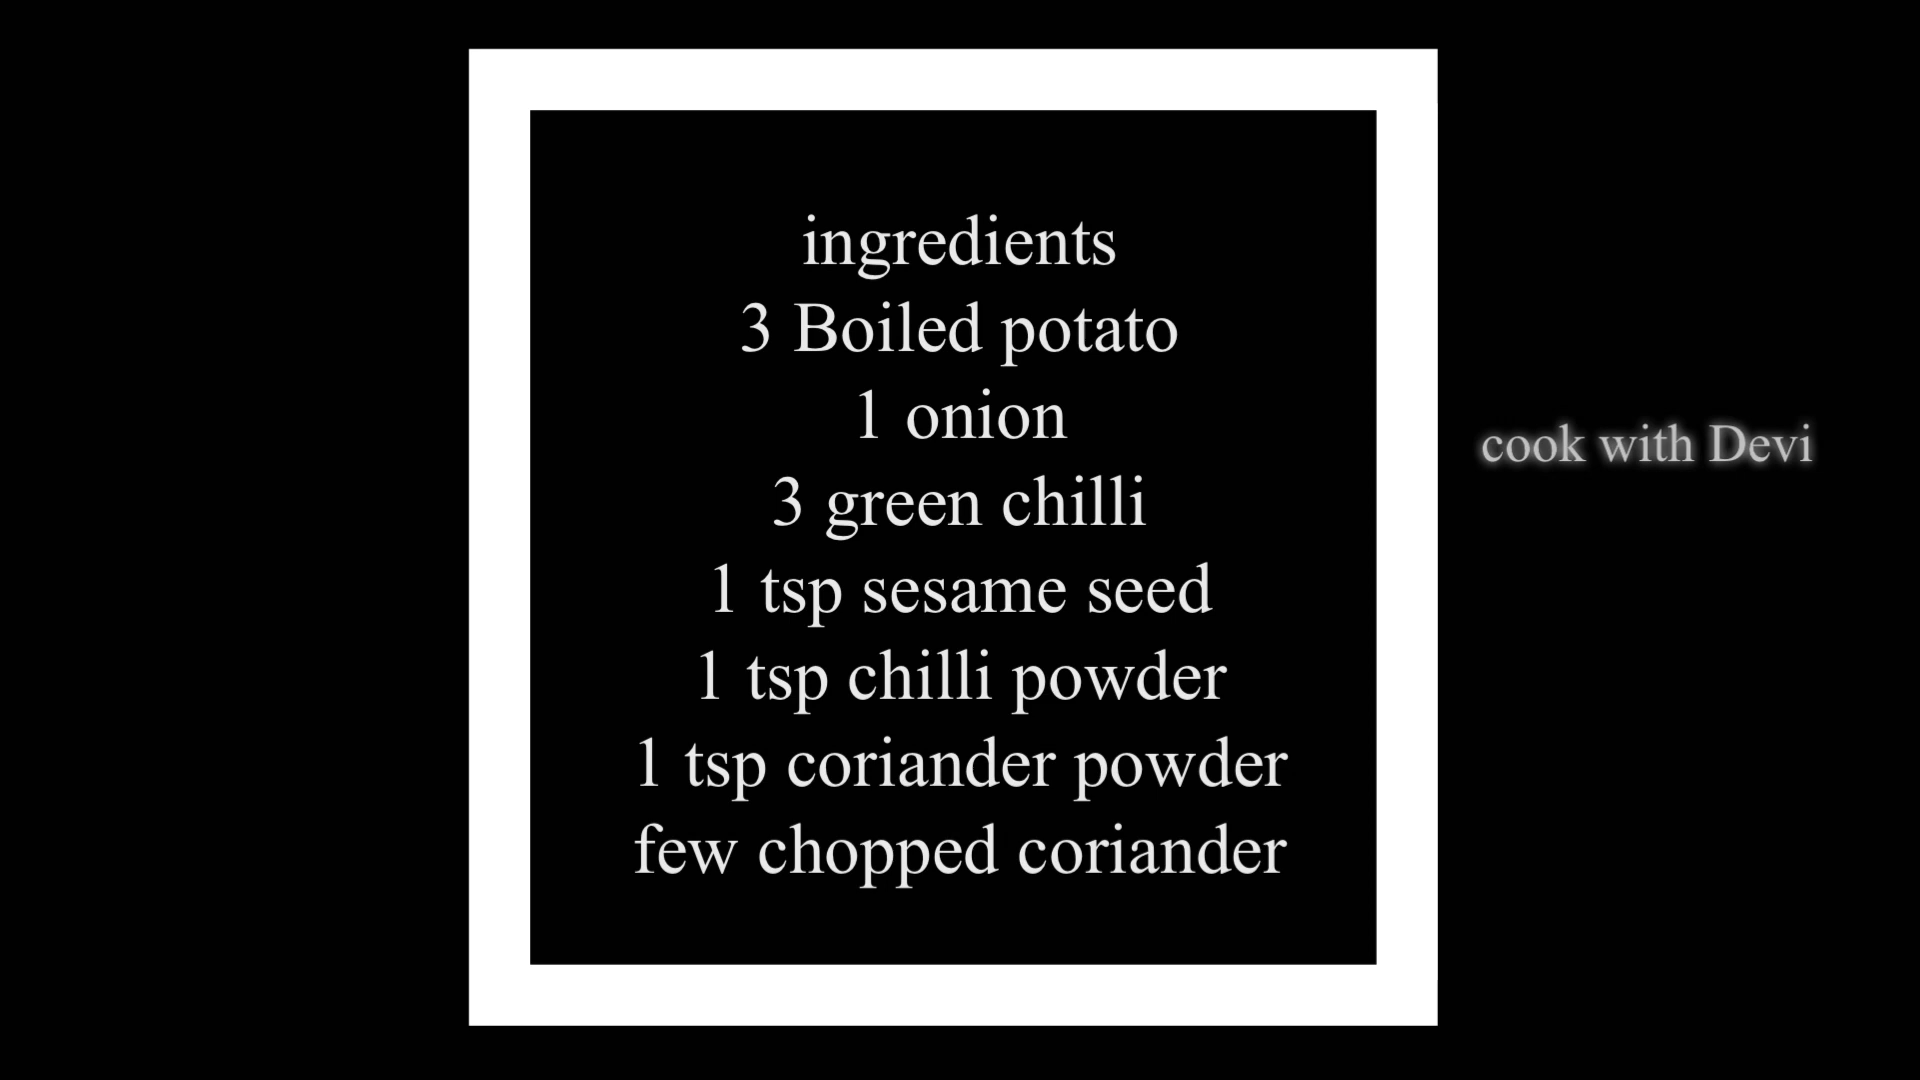 ingredients
3 Boiled potato
1 onion
3 green chilli
1 tsp sesame seed
1 tsp chilli powder
1 tsp coriander powder
few chopped coriander
cook with Devi